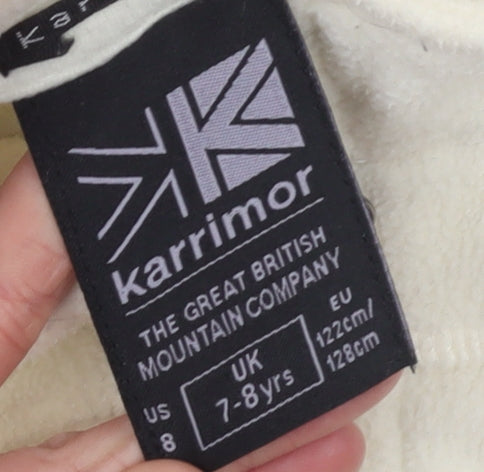 karrimor
THE GREAT BRITISH
MOUNTAIN COMPANY
US
8
UK
7-8yrs
EU
122cm/
128cm